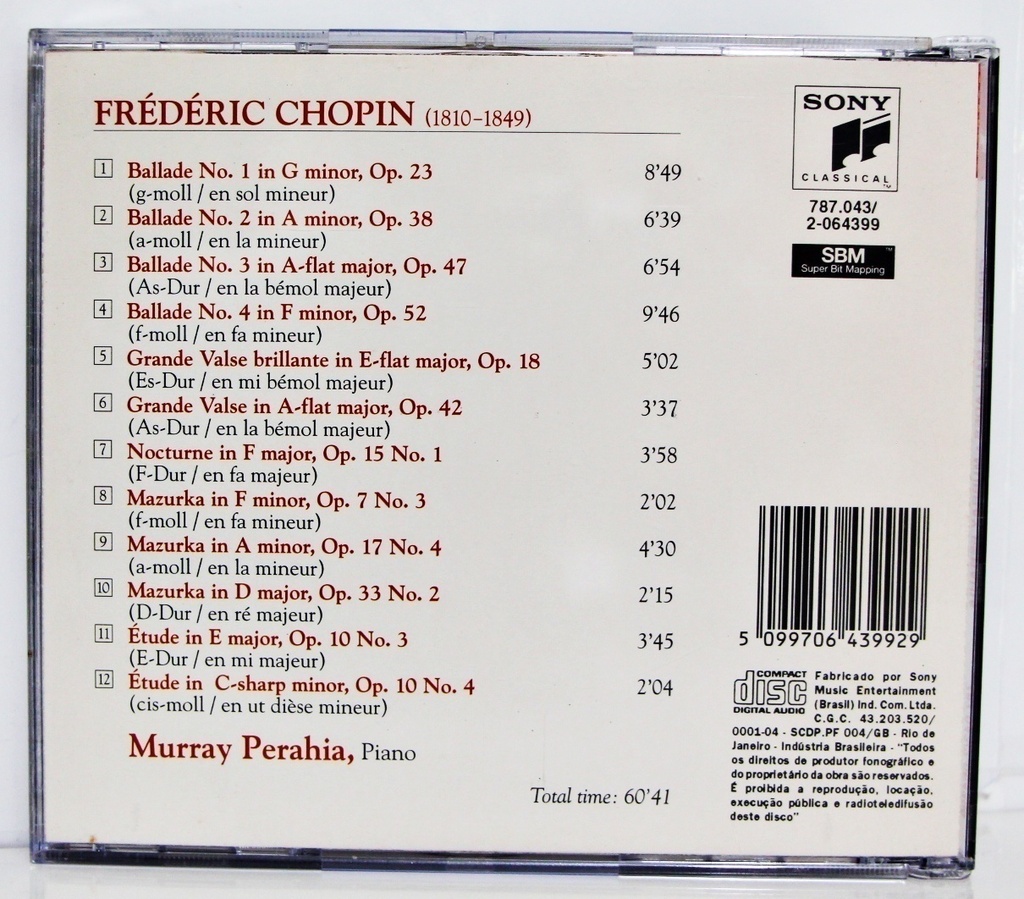 FRÉDÉRIC CHOPIN (1810-1849)
1 Ballade No. 1 in G minor, Op. 23 8'49
(g-moll / en sol mineur)
2 Ballade No. 2 in A minor, Op. 38 6'39
(a-moll / en la mineur)
3 Ballade No. 3 in A-flat major, Op. 47 6'54
(As-Dur / en la bémol majeur)
4 Ballade No. 4 in F minor, Op. 52 9'46
(f-moll / en fa mineur)
5 Grande Valse brillante in E-flat major, Op. 18 5'02
(Es-Dur / en mi bémol majeur)
6 Grande Valse in A-flat major, Op. 42 3'37
(As-Dur / en la bémol majeur)
7 Nocturne in F major, Op. 15 No. 1 3'58
(F-Dur / en fa majeur)
8 Mazurka in F minor, Op. 7 No. 3 2'02
(f-moll / en fa mineur)
9 Mazurka in A minor, Op. 17 No. 4 4'30
(a-moll / en la mineur)
10 Mazurka in D major, Op. 33 No. 2 2'15
(D-Dur / en ré majeur)
11 Étude in E major, Op. 10 No. 3 3'45
(E-Dur / en mi majeur)
12 Étude in C-sharp minor, Op. 10 No. 4 2'04
(cis-moll / en ut dièse mineur)
Murray Perahia, Piano
Total time: 60'41
SONY
CLASSICAL TM
787.043/
2-064399
SBM TM
Super Bit Mapping
5 099706 439929
COMPACT
disc
DIGITAL AUDIO
Fabricado por Sony
Music Entertainment
(Brasil) Ind. Com. Ltda.
C.G.C. 43.203.520/
0001-04 - SCDP.PF 004/GB - Rio de
Janeiro - Indústria Brasileira - "Todos
os direitos de produtor fonográfico e
do proprietário da obra são reservados.
É proibida a reprodução, locação,
execução pública e radioteledifusão
deste disco"